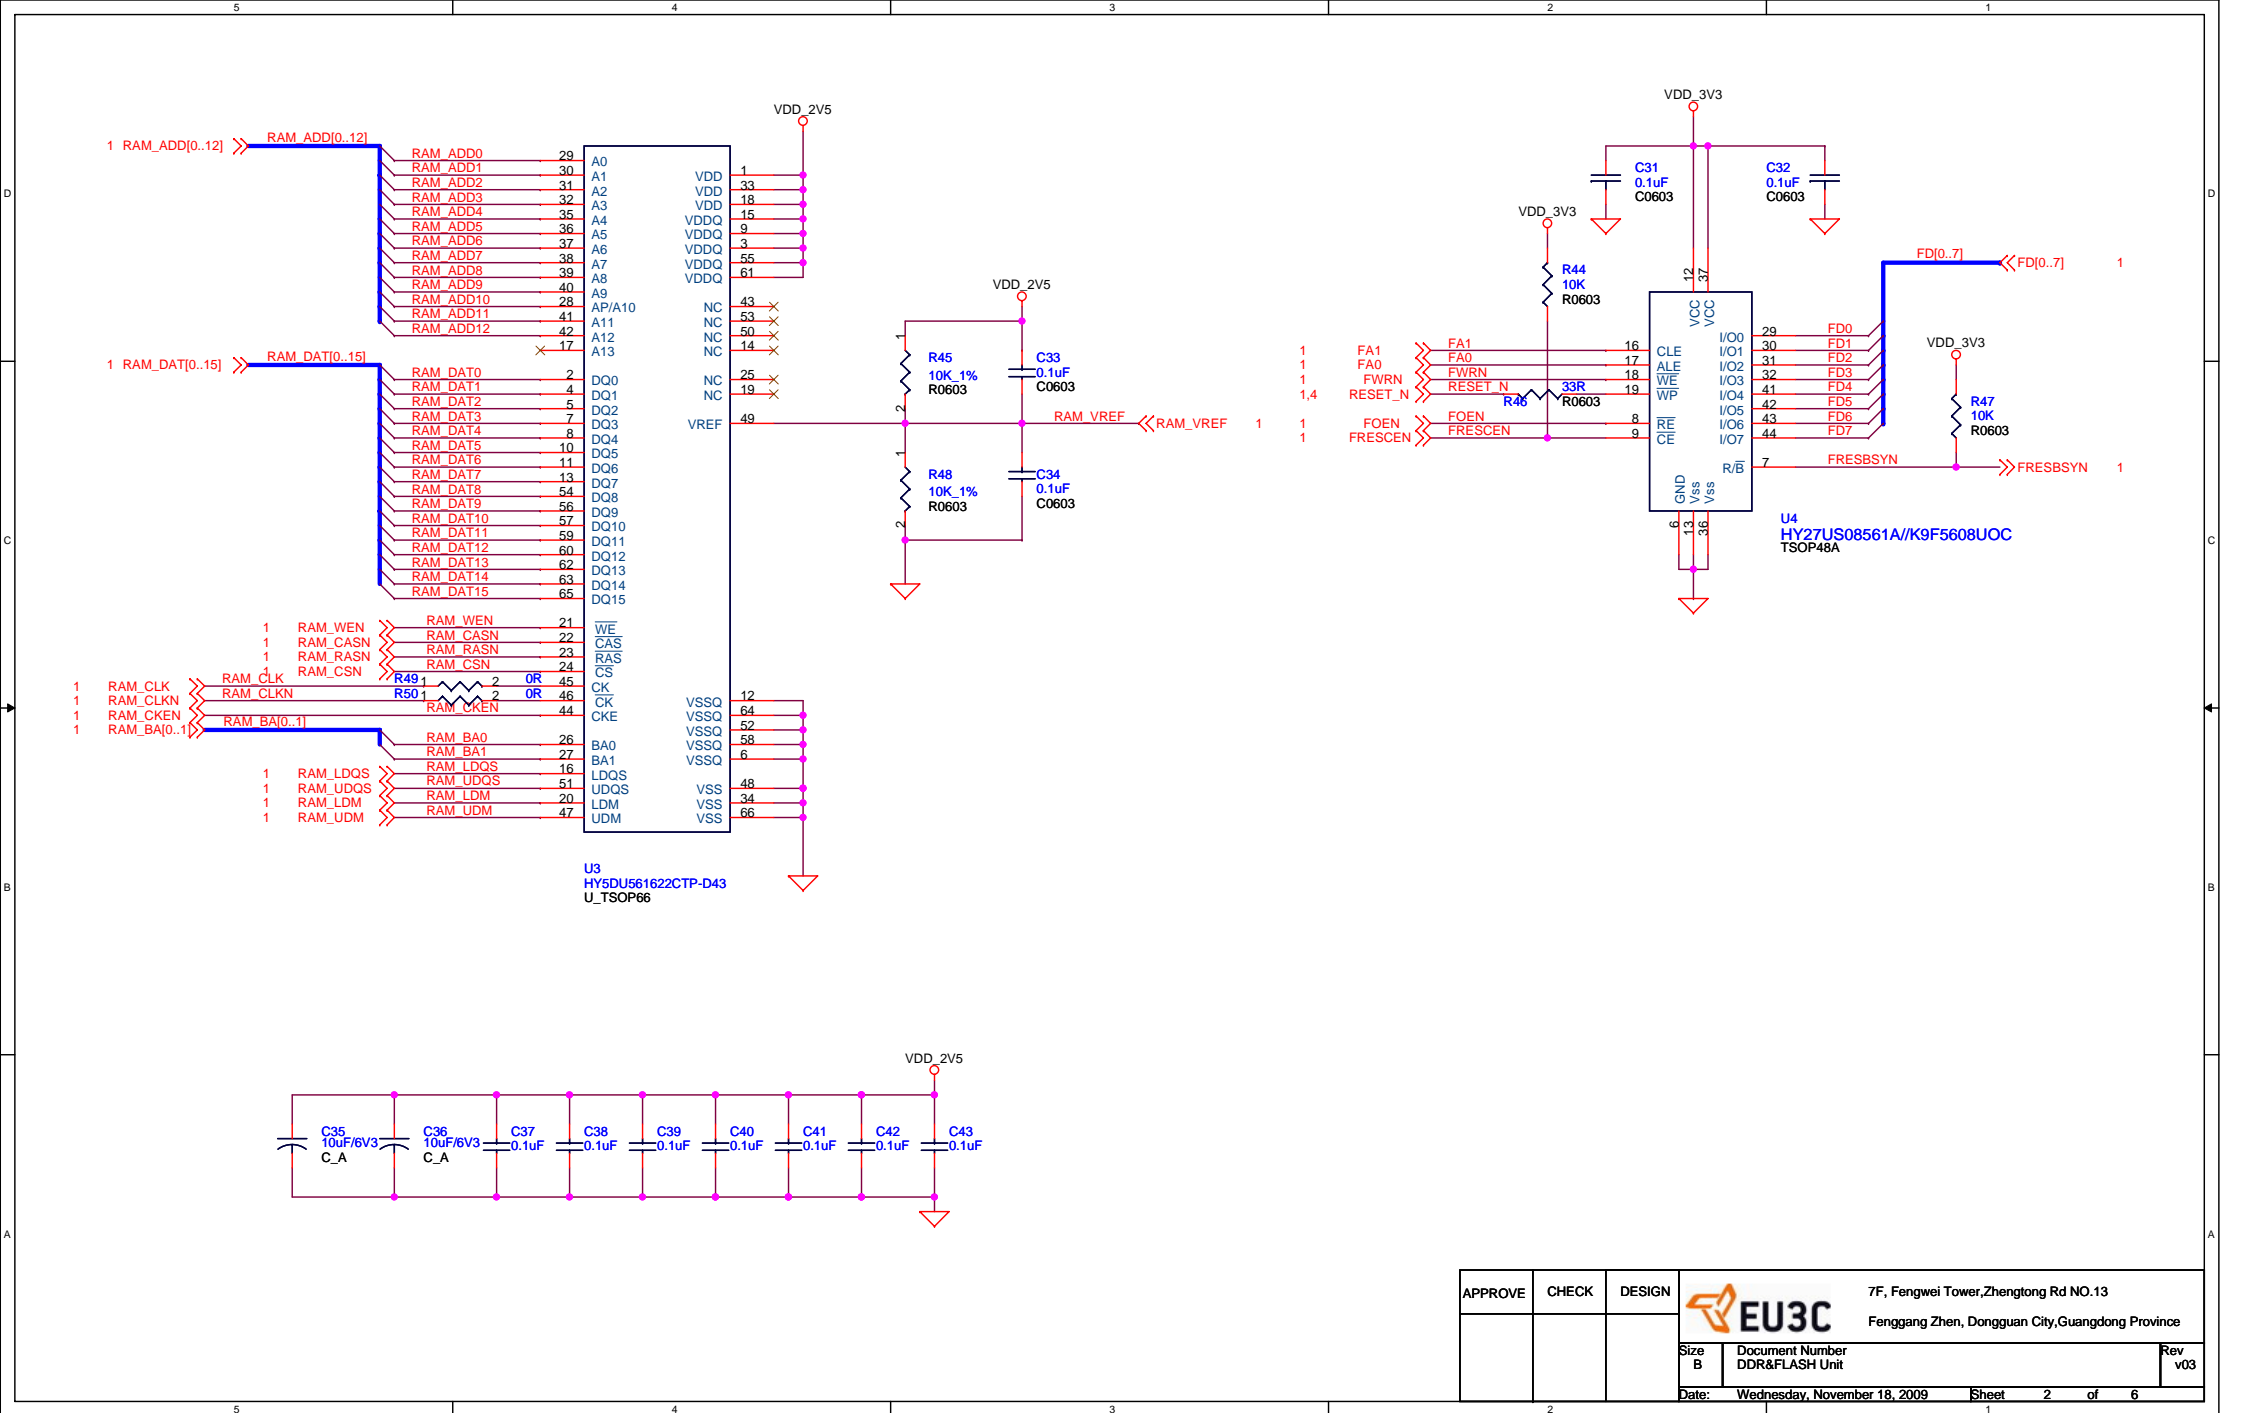 5 4 3 2 1
D
C
B
A
D
C
B
A
VDD_2V5
1 RAM_ADD[0..12] RAM_ADD[0..12]
RAM_ADD0 29 A0
RAM_ADD1 30 A1
RAM_ADD2 31 A2
RAM_ADD3 32 A3
RAM_ADD4 35 A4
RAM_ADD5 36 A5
RAM_ADD6 37 A6
RAM_ADD7 38 A7
RAM_ADD8 39 A8
RAM_ADD9 40 A9
RAM_ADD10 28 AP/A10
RAM_ADD11 41 A11
RAM_ADD12 42 A12
17 A13
1 RAM_DAT[0..15] RAM_DAT[0..15]
RAM_DAT0 2 DQ0
RAM_DAT1 4 DQ1
RAM_DAT2 5 DQ2
RAM_DAT3 7 DQ3
RAM_DAT4 8 DQ4
RAM_DAT5 10 DQ5
RAM_DAT6 11 DQ6
RAM_DAT7 13 DQ7
RAM_DAT8 54 DQ8
RAM_DAT9 56 DQ9
RAM_DAT10 57 DQ10
RAM_DAT11 59 DQ11
RAM_DAT12 60 DQ12
RAM_DAT13 62 DQ13
RAM_DAT14 63 DQ14
RAM_DAT15 65 DQ15
1 RAM_WEN RAM_WEN 21 WE
1 RAM_CASN RAM_CASN 22 CAS
1 RAM_RASN RAM_RASN 23 RAS
1 RAM_CSN RAM_CSN 24 CS
1 RAM_CLK RAM_CLK R49 1 2 0R 45 CK
1 RAM_CLKN RAM_CLKN R50 1 2 0R 46 CK
1 RAM_CKEN RAM_CKEN 44 CKE
1 RAM_BA[0..1] RAM_BA[0..1]
RAM_BA0 26 BA0
RAM_BA1 27 BA1
1 RAM_LDQS RAM_LDQS 16 LDQS
1 RAM_UDQS RAM_UDQS 51 UDQS
1 RAM_LDM RAM_LDM 20 LDM
1 RAM_UDM RAM_UDM 47 UDM
VDD 1
VDD 33
VDD 18
VDDQ 15
VDDQ 9
VDDQ 3
VDDQ 55
VDDQ 61
NC 43
NC 53
NC 50
NC 14
NC 25
NC 19
VREF 49
VSSQ 12
VSSQ 64
VSSQ 52
VSSQ 58
VSSQ 6
VSS 48
VSS 34
VSS 66
U3
HY5DU561622CTP-D43
U_TSOP66
VDD_2V5
1
R45
10K_1%
R0603
2
C33
0.1uF
C0603
RAM_VREF RAM_VREF 1
1
R48
10K_1%
R0603
2
C34
0.1uF
C0603
VDD_3V3
C31
0.1uF
C0603
C32
0.1uF
C0603
VDD_3V3
R44
10K
R0603
12 37
VCC VCC
1 FA1 FA1 16 CLE
1 FA0 FA0 17 ALE
1 FWRN FWRN 18 WE
1,4 RESET_N RESET_N R46 33R R0603 19 WP
1 FOEN FOEN 8 RE
1 FRESCEN FRESCEN 9 CE
FD[0..7] FD[0..7] 1
I/O0 29 FD0
I/O1 30 FD1
I/O2 31 FD2
I/O3 32 FD3
I/O4 41 FD4
I/O5 42 FD5
I/O6 43 FD6
I/O7 44 FD7
R/B 7 FRESBSYN FRESBSYN 1
VDD_3V3
R47
10K
R0603
GND Vss Vss
6 13 36
U4
HY27US08561A//K9F5608UOC
TSOP48A
VDD_2V5
C35
10uF/6V3
C_A
C36
10uF/6V3
C_A
C37
0.1uF
C38
0.1uF
C39
0.1uF
C40
0.1uF
C41
0.1uF
C42
0.1uF
C43
0.1uF
APPROVE CHECK DESIGN
EU3C
7F, Fengwei Tower,Zhengtong Rd NO.13
Fenggang Zhen, Dongguan City,Guangdong Province
Size
B
Document Number
DDR&FLASH Unit
Rev
v03
Date: Wednesday, November 18, 2009 Sheet 2 of 6
5 4 3 2 1